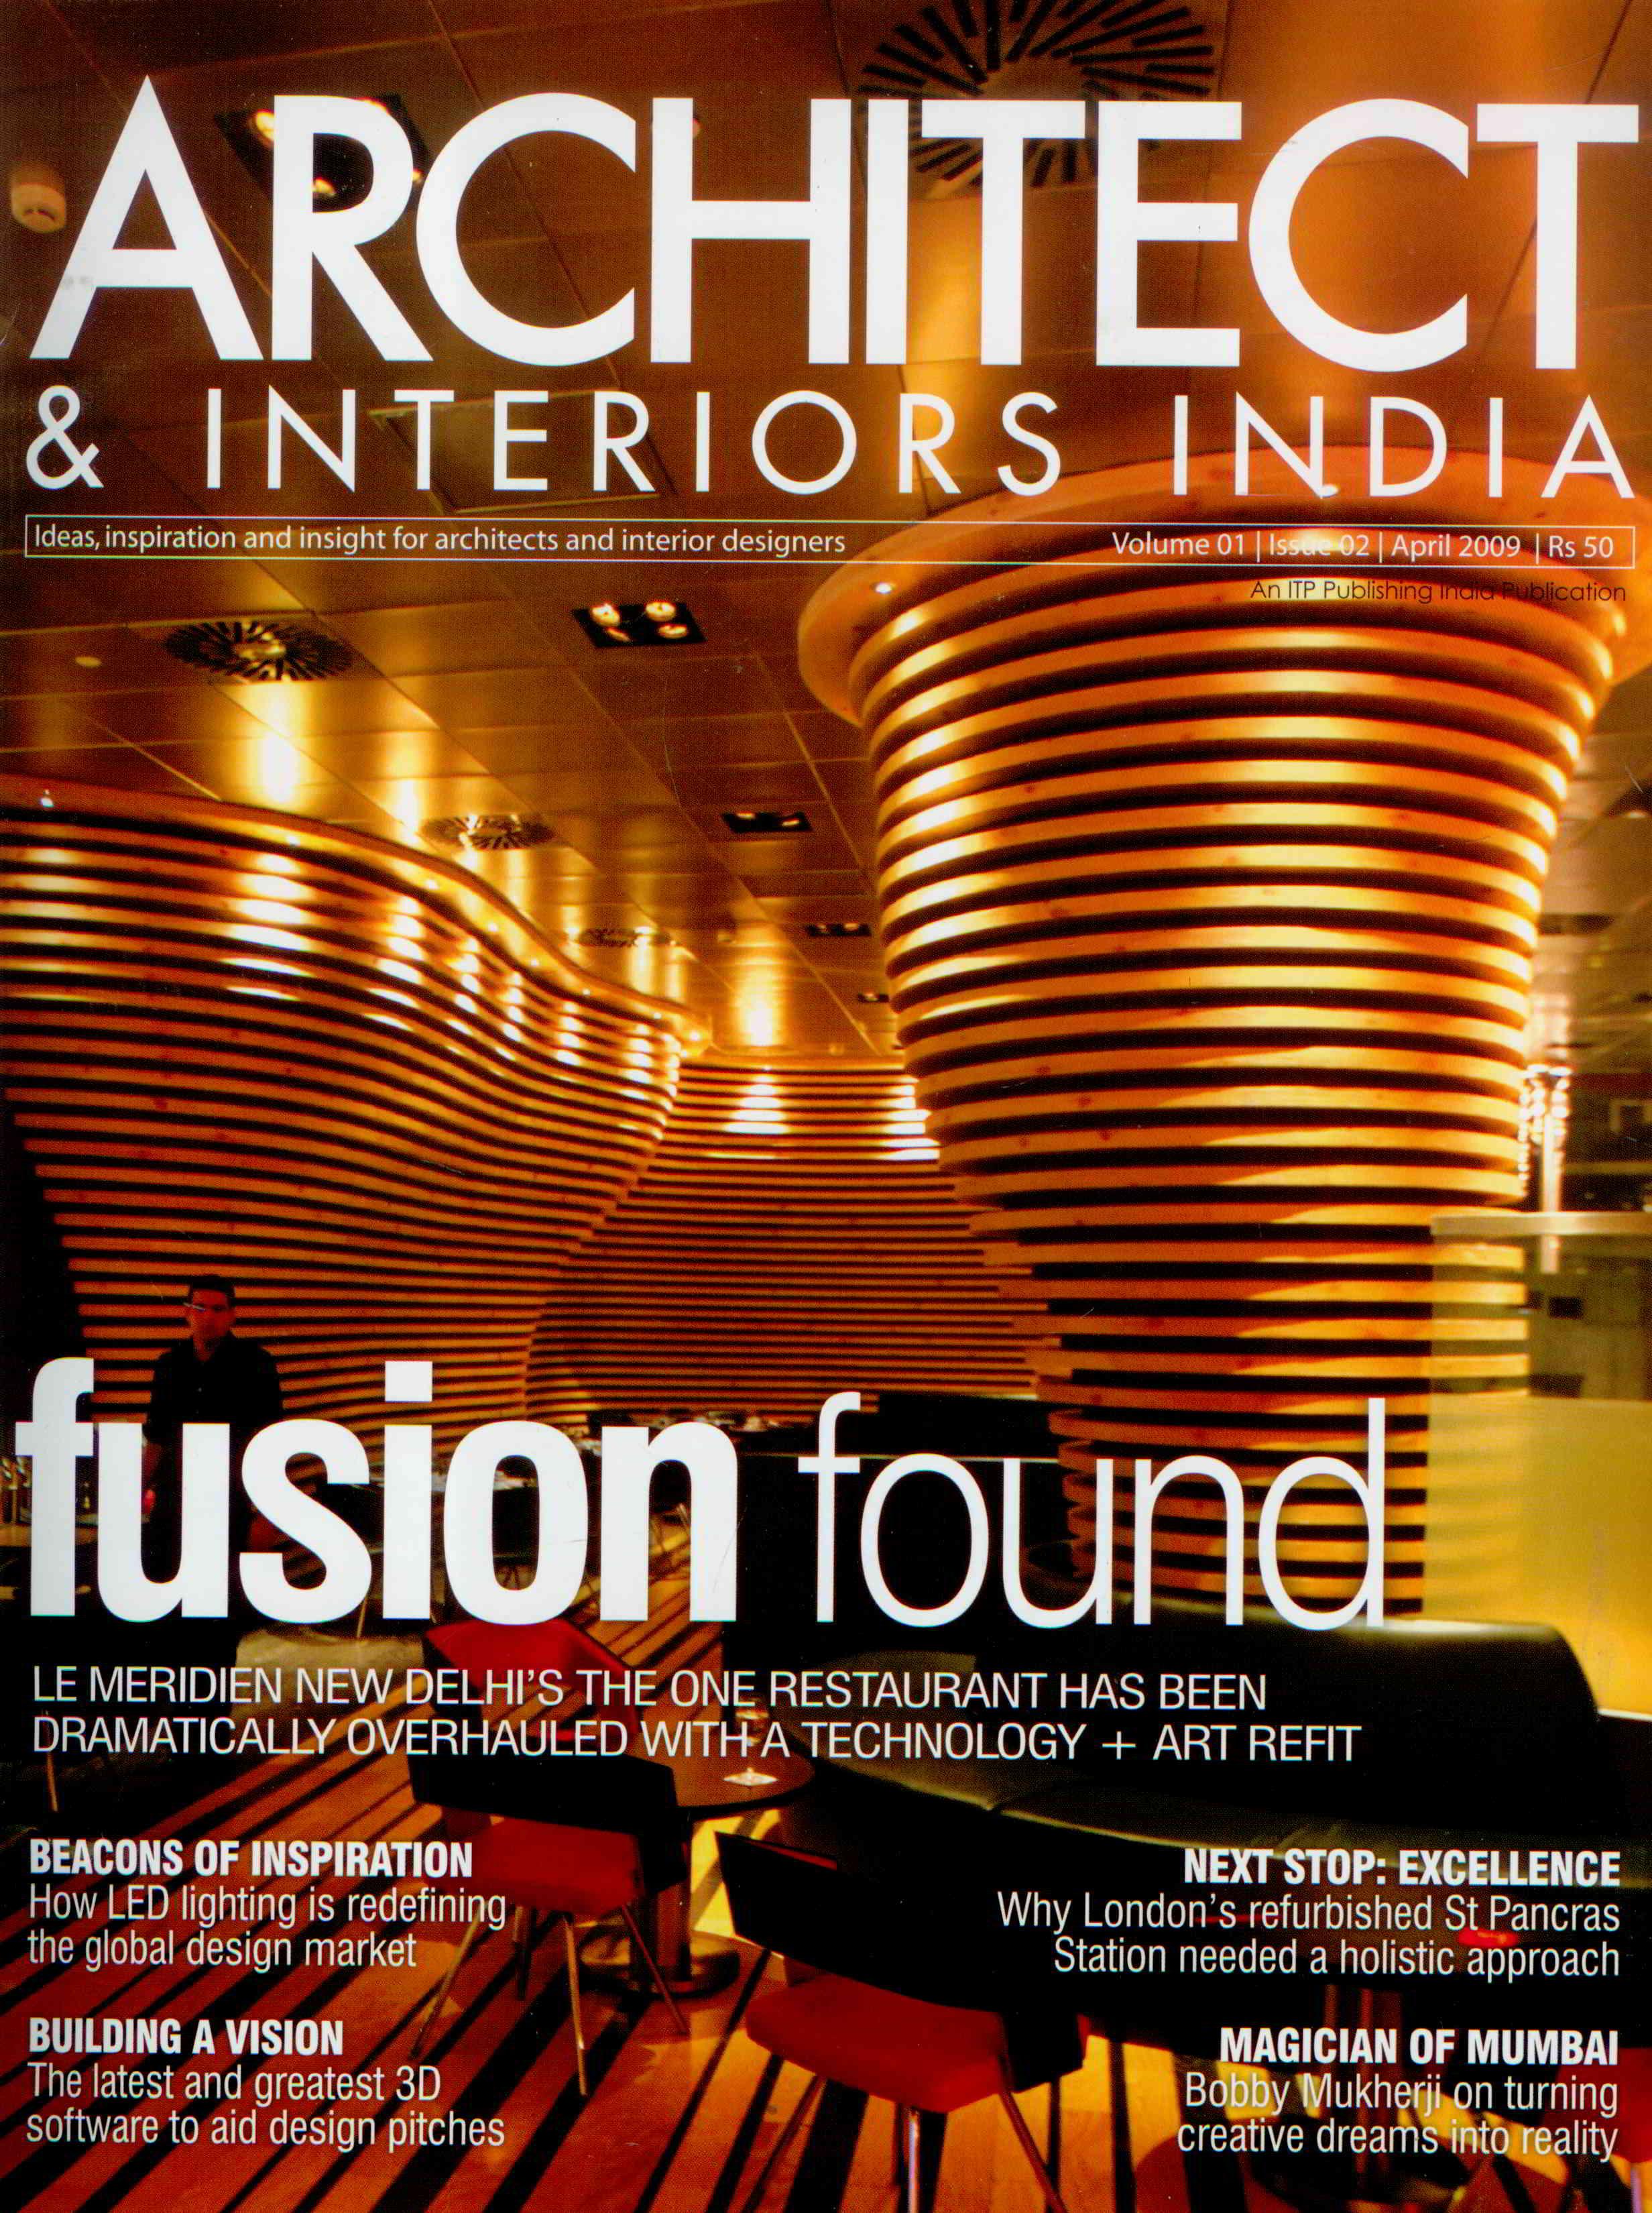 ARCHITECT
& INTERIORS INDIA
Ideas, inspiration and insight for architects and interior designers
Volume 01 | Issue 02 | April 2009 | Rs 50
An ITP Publishing India Publication
fusion found
LE MERIDIEN NEW DELHI'S THE ONE RESTAURANT HAS BEEN
DRAMATICALLY OVERHAULED WITH A TECHNOLOGY + ART REFIT
BEACONS OF INSPIRATION
How LED lighting is redefining
the global design market
BUILDING A VISION
The latest and greatest 3D
software to aid design pitches
NEXT STOP: EXCELLENCE
Why London's refurbished St Pancras
Station needed a holistic approach
MAGICIAN OF MUMBAI
Bobby Mukherji on turning
creative dreams into reality